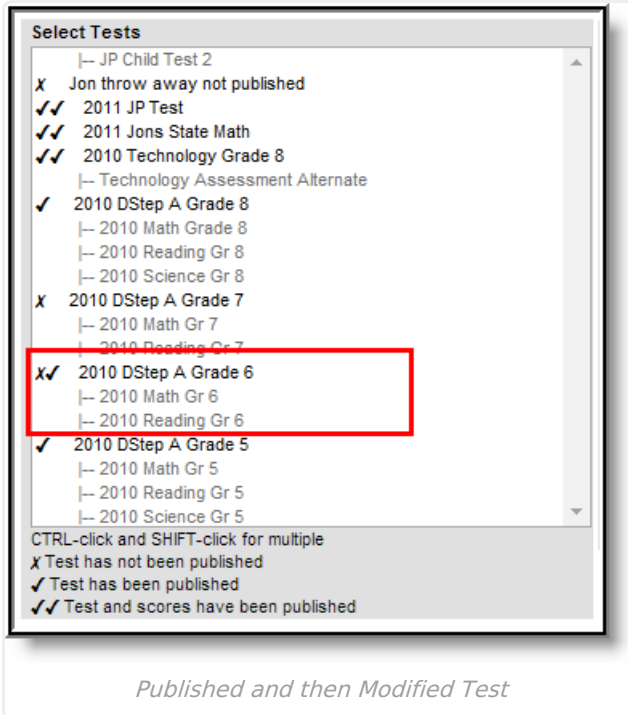 Select Tests
|-- JP Child Test 2
✗ Jon throw away not published
✓✓ 2011 JP Test
✓✓ 2011 Jons State Math
✓✓ 2010 Technology Grade 8
|-- Technology Assessment Alternate
✓ 2010 DStep A Grade 8
|-- 2010 Math Grade 8
|-- 2010 Reading Gr 8
|-- 2010 Science Gr 8
✗ 2010 DStep A Grade 7
|-- 2010 Math Gr 7
|-- 2010 Reading Gr 7
✗✓ 2010 DStep A Grade 6
|-- 2010 Math Gr 6
|-- 2010 Reading Gr 6
✓ 2010 DStep A Grade 5
|-- 2010 Math Gr 5
|-- 2010 Reading Gr 5
|-- 2010 Science Gr 5
CTRL-click and SHIFT-click for multiple
✗ Test has not been published
✓ Test has been published
✓✓ Test and scores have been published
Published and then Modified Test